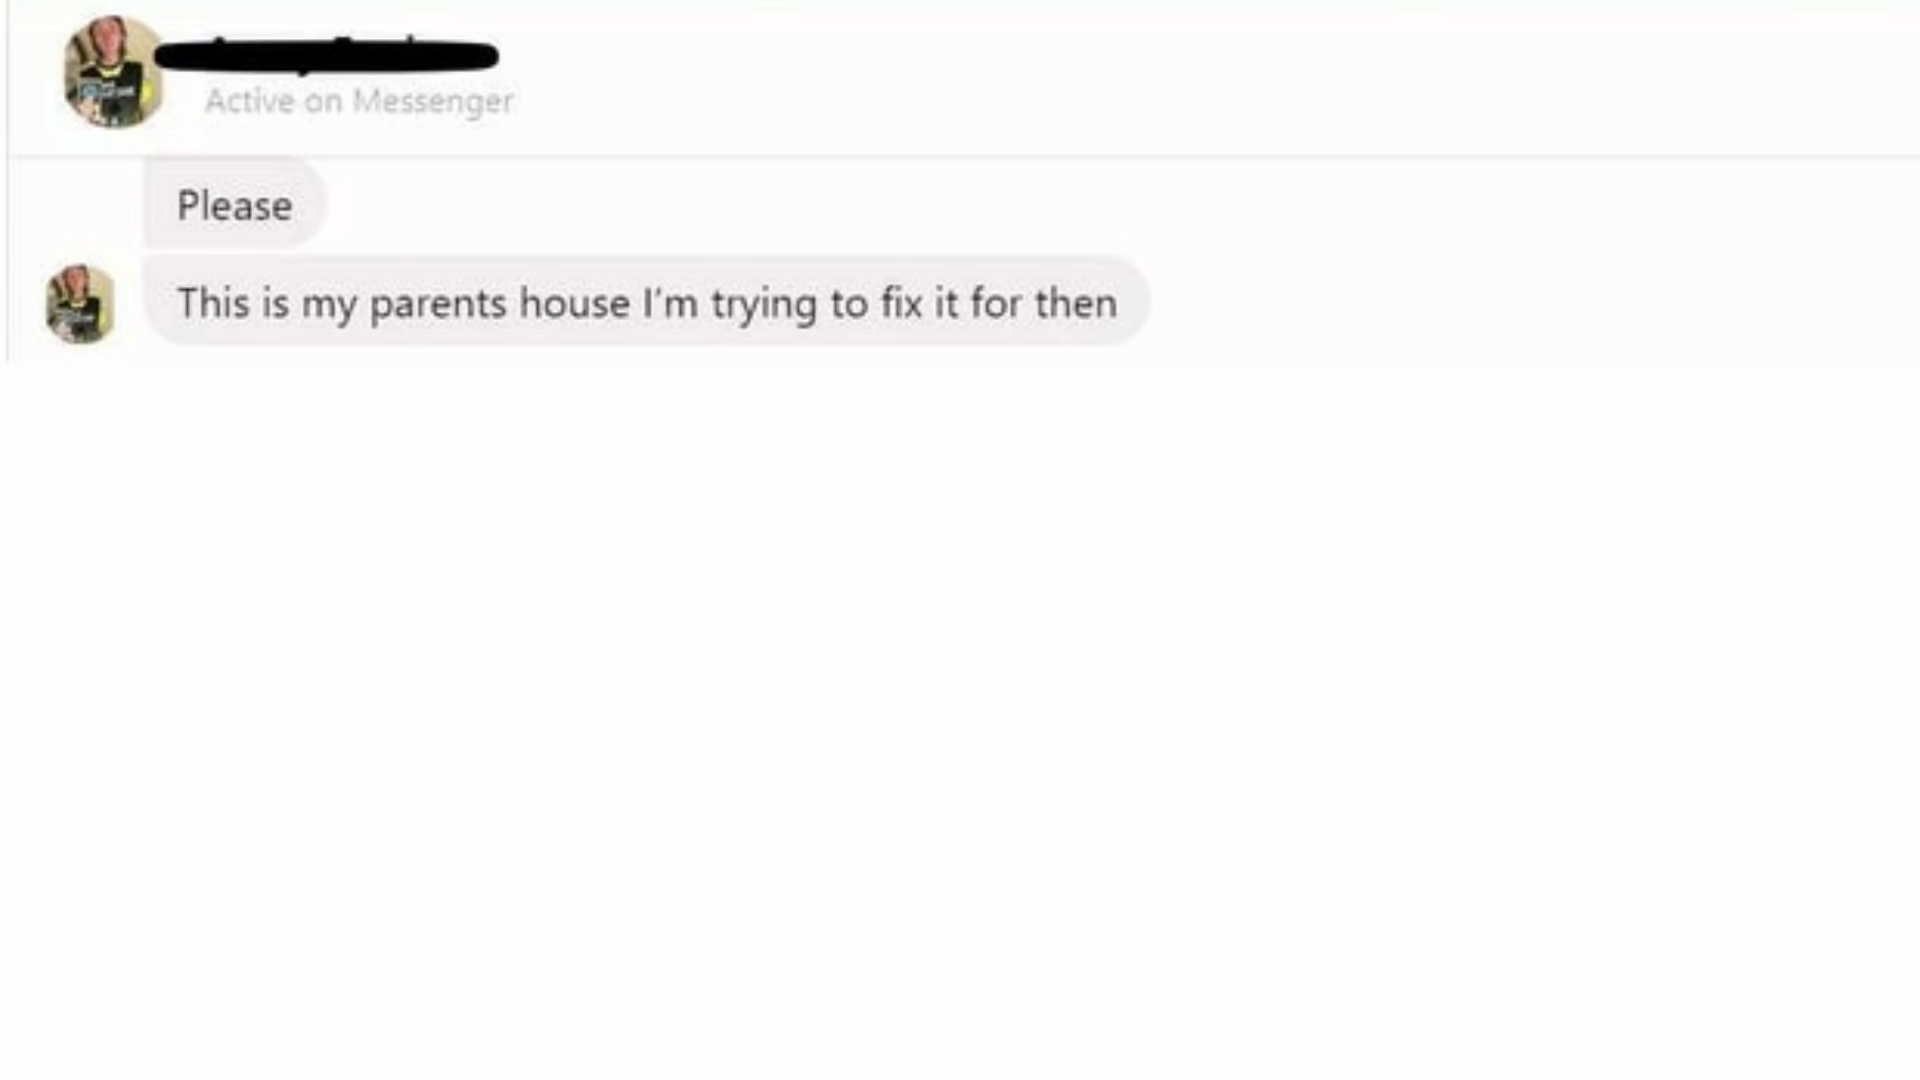 Active on Messenger
Please
This is my parents house I'm trying to fix it for then